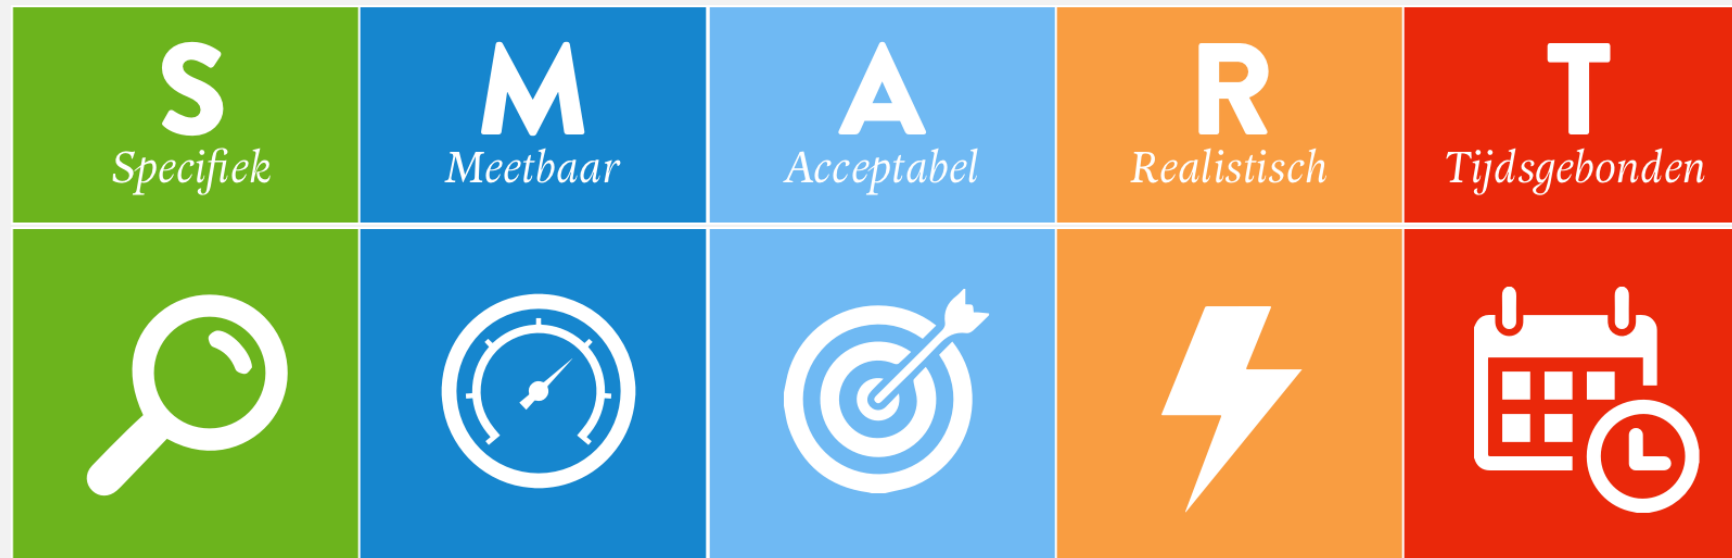 S
Specifiek
M
Meetbaar
A
Acceptabel
R
Realistisch
T
Tijdsgebonden